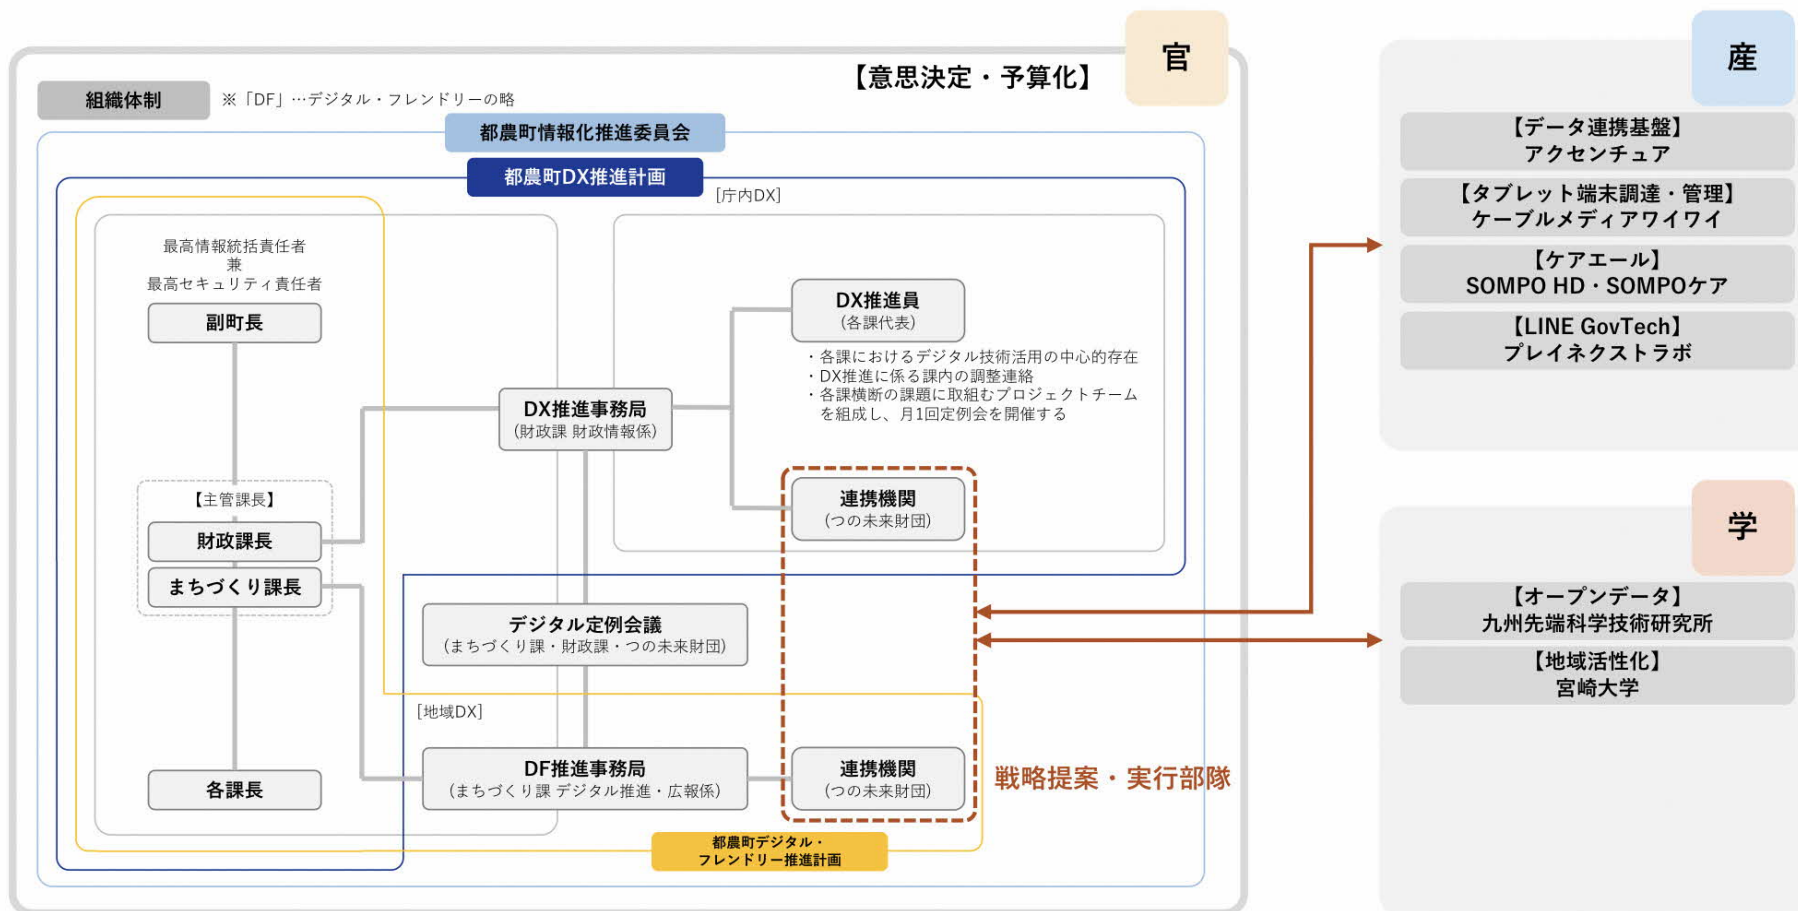 官
【意思決定・予算化】
組織体制
※「DF」…デジタル・フレンドリーの略
都農町情報化推進委員会
都農町DX推進計画
[庁内DX]
最高情報統括責任者
兼
最高セキュリティ責任者
副町長
【主管課長】
財政課長
まちづくり課長
各課長
DX推進事務局
(財政課 財政情報係)
DX推進員
(各課代表)
・各課におけるデジタル技術活用の中心的存在
・DX推進に係る課内の調整連絡
・各課横断の課題に取組むプロジェクトチーム
を組成し、月1回定例会を開催する
連携機関
(つの未来財団)
デジタル定例会議
(まちづくり課・財政課・つの未来財団)
[地域DX]
DF推進事務局
(まちづくり課 デジタル推進・広報係)
連携機関
(つの未来財団)
戦略提案・実行部隊
都農町デジタル・
フレンドリー推進計画
産
【データ連携基盤】
アクセンチュア
【タブレット端末調達・管理】
ケーブルメディアワイワイ
【ケアエール】
SOMPO HD・SOMPOケア
【LINE GovTech】
プレイネクストラボ
学
【オープンデータ】
九州先端科学技術研究所
【地域活性化】
宮崎大学